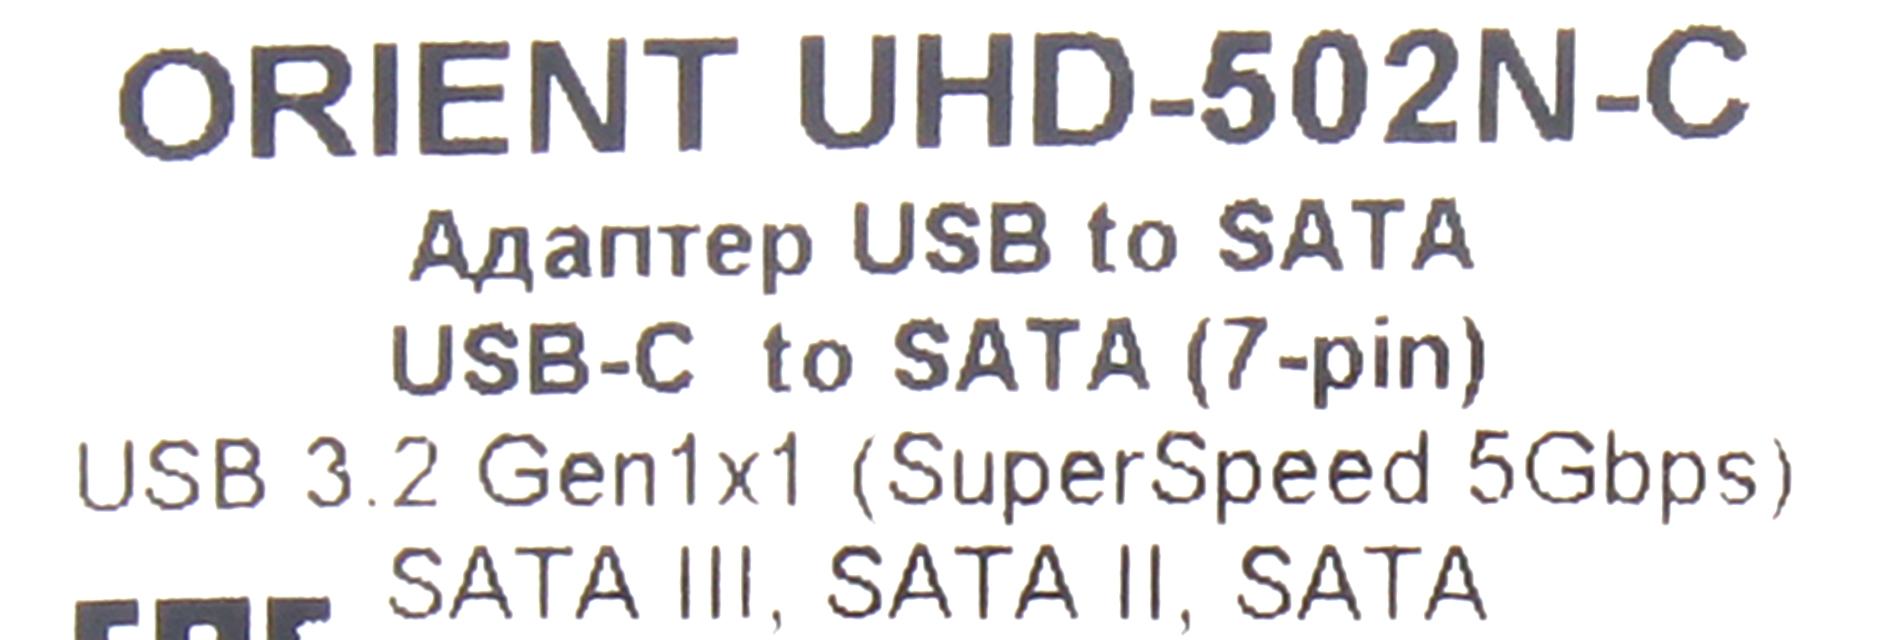 ORIENT UHD-502N-C
Адаптер USB to SATA
USB-C to SATA (7-pin)
USB 3.2 Gen1x1 (SuperSpeed 5Gbps)
SATA III, SATA II, SATA